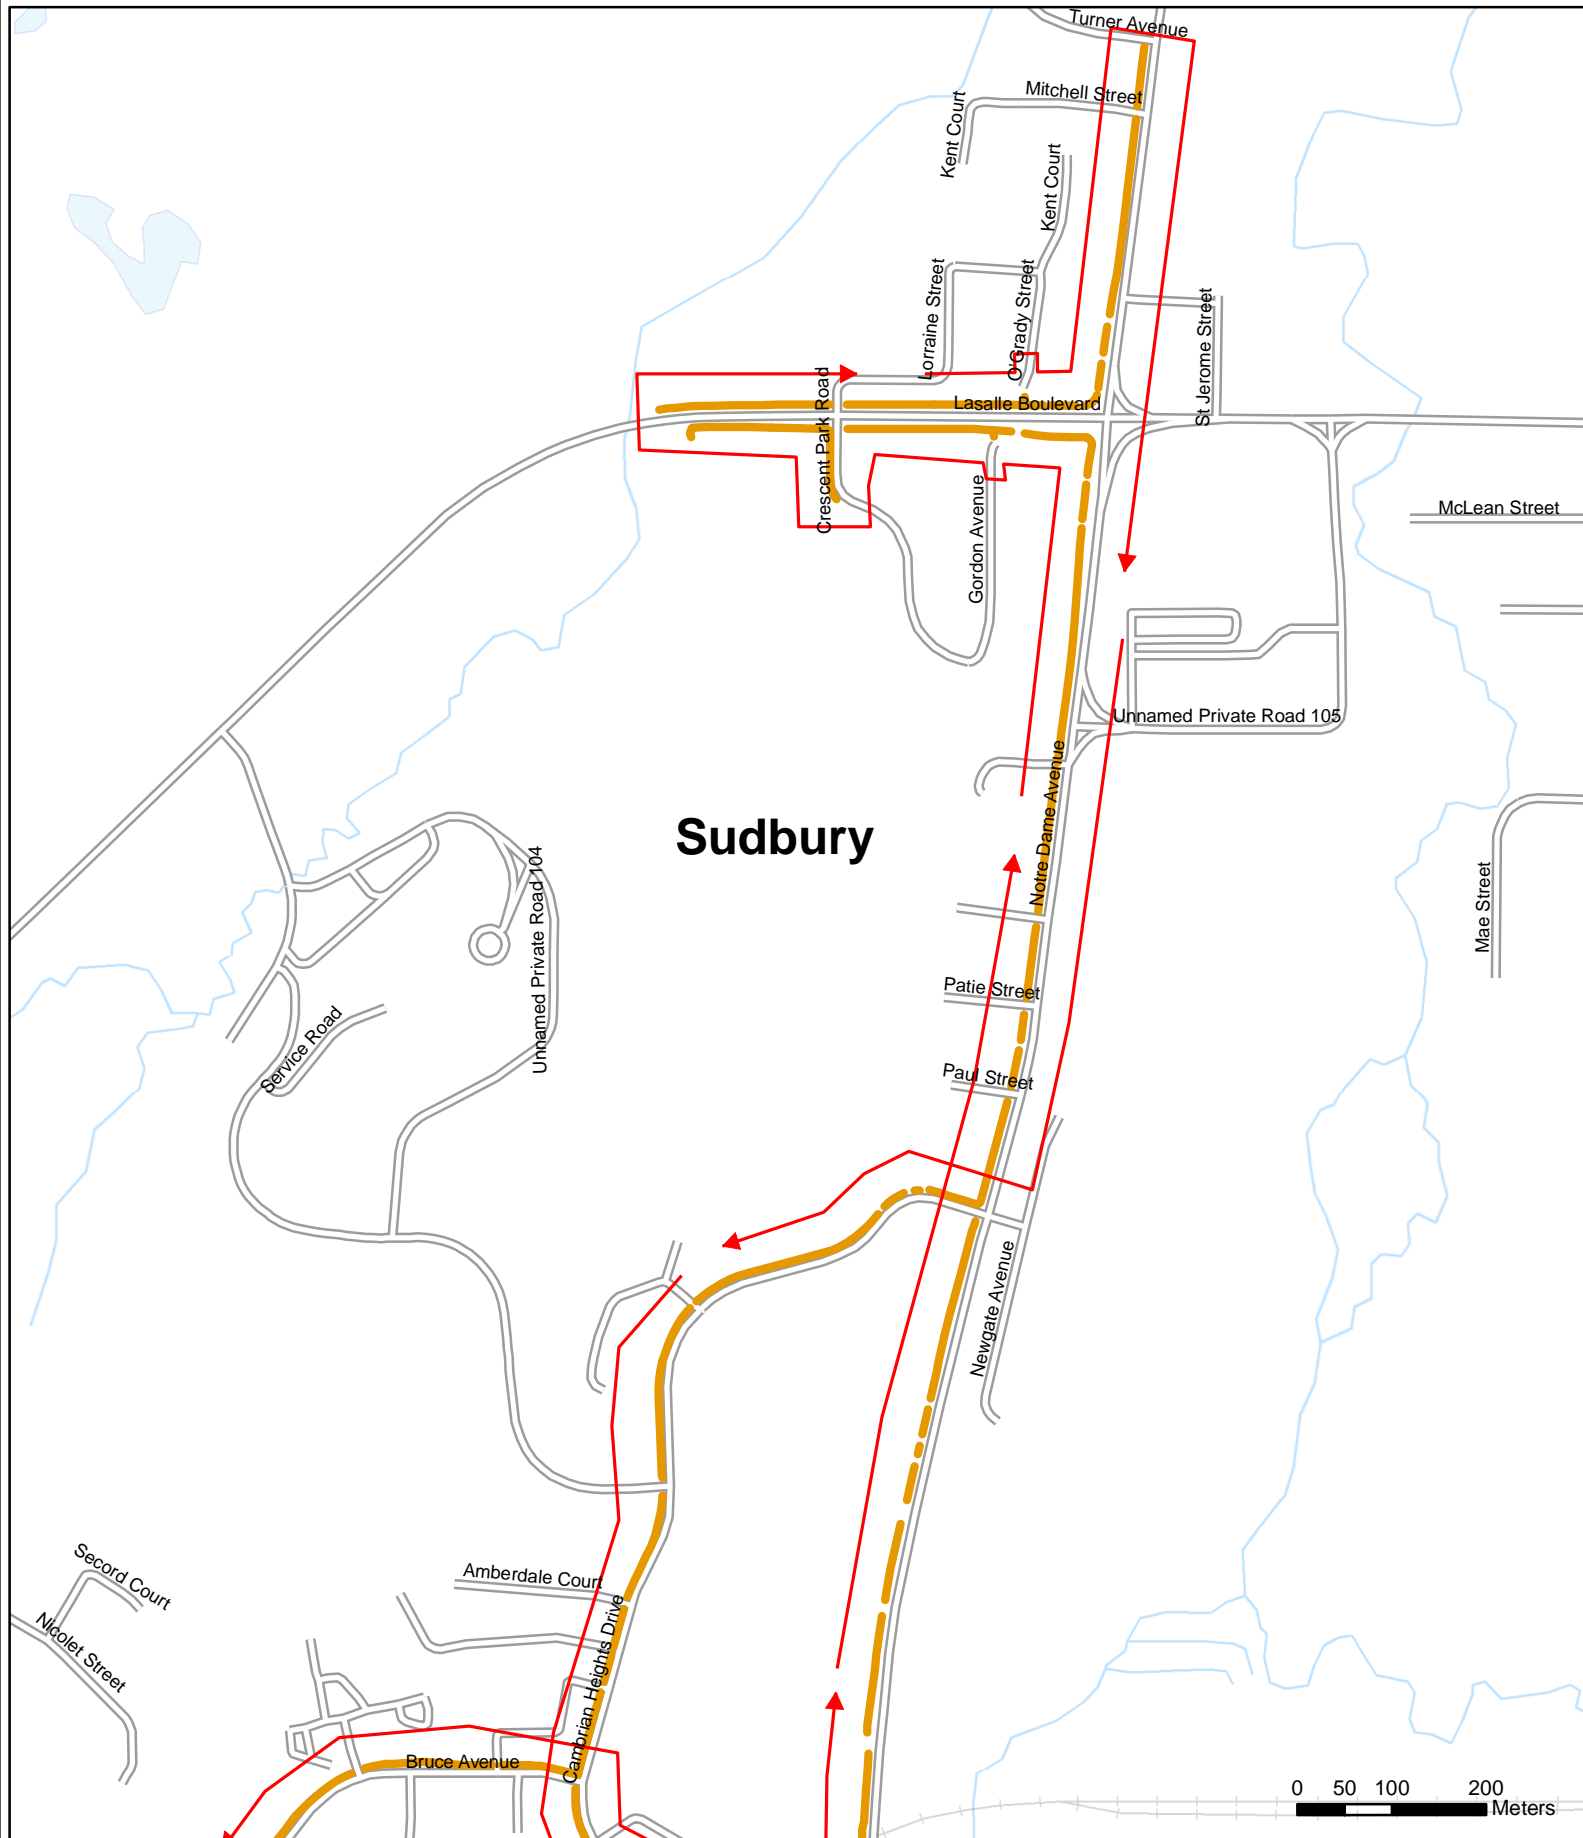 Turner Avenue
Mitchell Street
Kent Court
Kent Court
Lorraine Street
O'Grady Street
St Jerome Street
Crescent Park Road
Lasalle Boulevard
Gordon Avenue
McLean Street
Unnamed Private Road 105
Notre Dame Avenue
Sudbury
Unnamed Private Road 104
Mae Street
Patie Street
Service Road
Paul Street
Newgate Avenue
Secord Court
Amberdale Court
Nicolet Street
Cambrian Heights Drive
Bruce Avenue
0 50 100 200
Meters